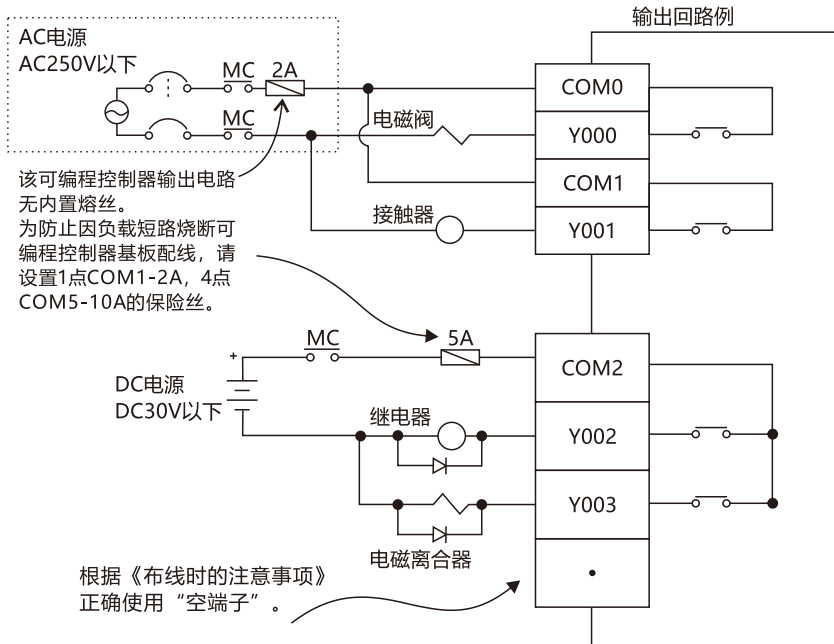 输出回路例
AC电源
AC250V以下
MC
2A
MC
COM0
电磁阀
Y000
COM1
接触器
Y001
该可编程控制器输出电路
无内置熔丝。
为防止因负载短路烧断可
编程控制器基板配线，请
设置1点COM1-2A，4点
COM5-10A的保险丝。
MC
5A
+
COM2
DC电源
DC30V以下
继电器
Y002
Y003
电磁离合器
根据《布线时的注意事项》
正确使用“空端子”。